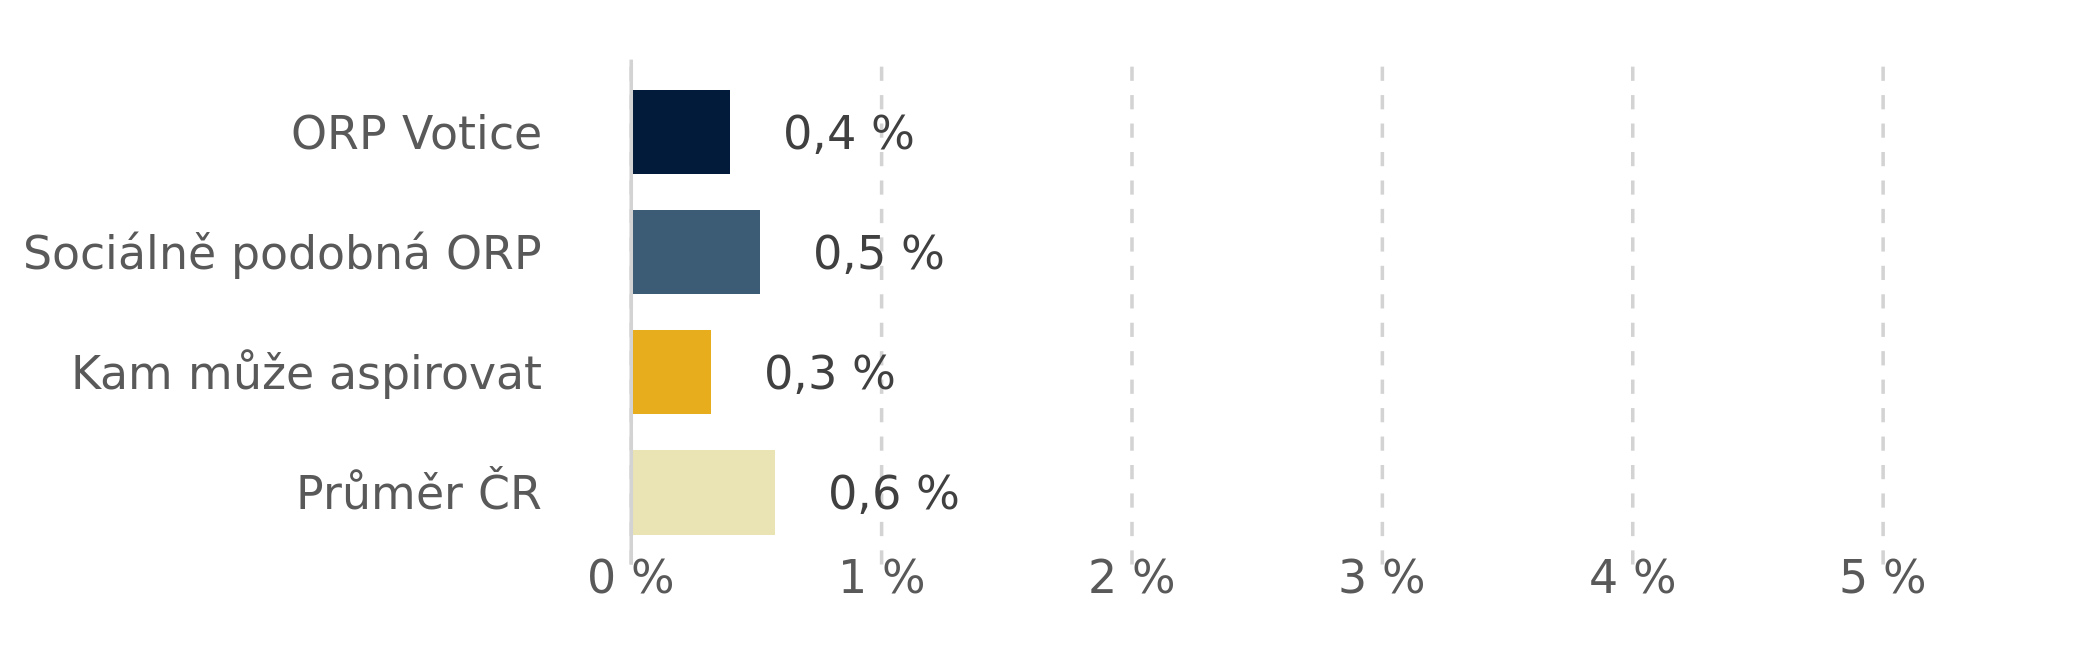 ORP Votice 0,4 %
Sociálně podobná ORP 0,5 %
Kam může aspirovat 0,3 %
Průměr ČR 0,6 %
0 % 1 % 2 % 3 % 4 % 5 %